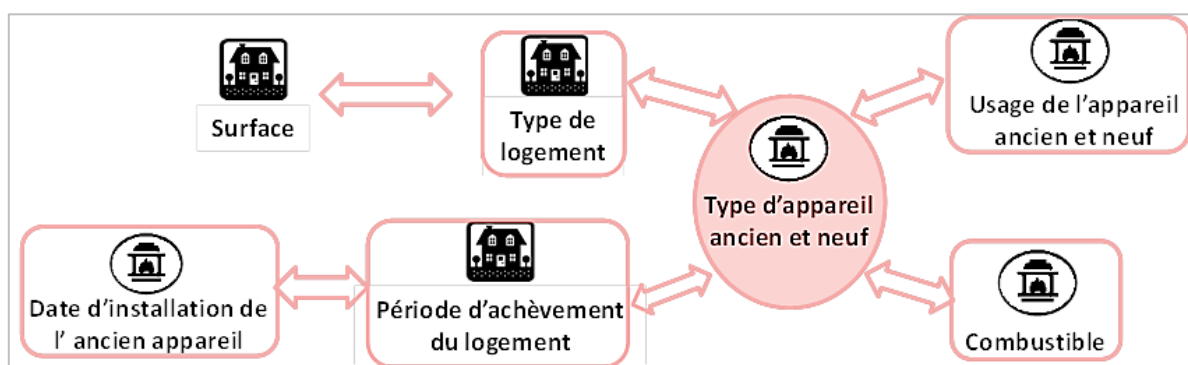 Surface
Type de
logement
Usage de l’appareil
ancien et neuf
Type d’appareil
ancien et neuf
Date d’installation de
l’ ancien appareil
Période d’achèvement
du logement
Combustible